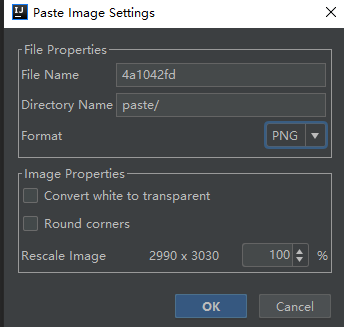 IJ Paste Image Settings
File Properties
File Name 4a1042fd
Directory Name paste/
Format PNG
Image Properties
Convert white to transparent
Round corners
Rescale Image 2990 x 3030 100 %
OK Cancel